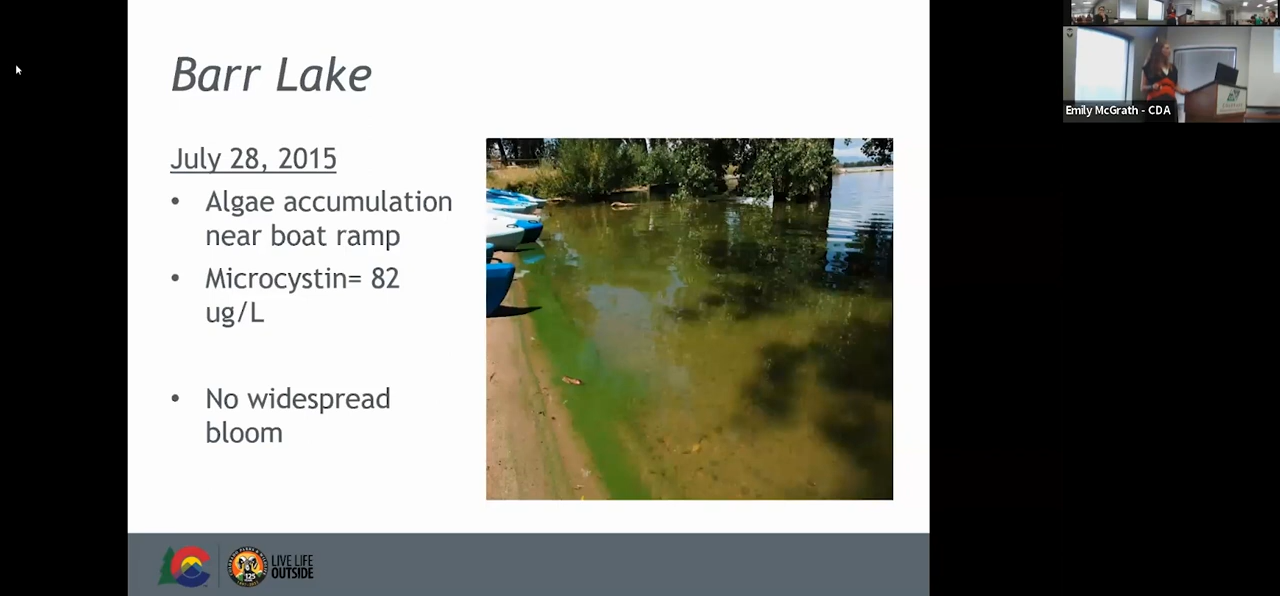 Barr Lake
July 28, 2015
• Algae accumulation
near boat ramp
• Microcystin= 82
ug/L
• No widespread
bloom
LIVE LIFE
OUTSIDE
Emily McGrath - CDA